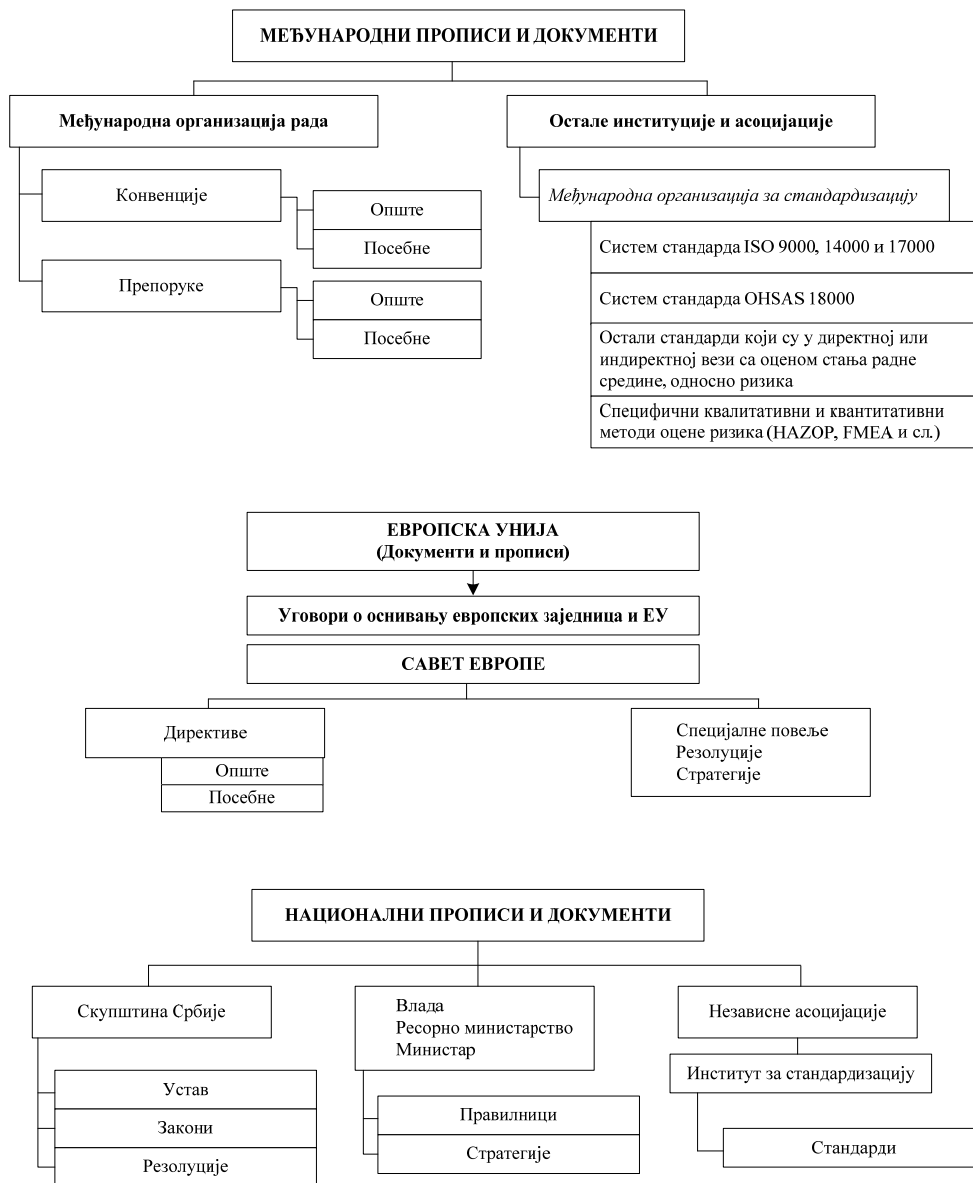 МЕЂУНАРОДНИ ПРОПИСИ И ДОКУМЕНТИ
Међународна организација рада
Конвенције
Опште
Посебне
Препоруке
Опште
Посебне
Остале институције и асоцијације
Међународна организација за стандардизацију
Систем стандарда ISO 9000, 14000 и 17000
Систем стандарда OHSAS 18000
Остали стандарди који су у директној или
индиректној вези са оценом стања радне
средине, односно ризика
Специфични квалитативни и квантитативни
методи оцене ризика (HAZOP, FMEA и сл.)
ЕВРОПСКА УНИЈА
(Документи и прописи)
Уговори о оснивању европских заједница и ЕУ
САВЕТ ЕВРОПЕ
Директиве
Опште
Посебне
Специјалне повеље
Резолуције
Стратегије
НАЦИОНАЛНИ ПРОПИСИ И ДОКУМЕНТИ
Скупштина Србије
Устав
Закони
Резолуције
Влада
Ресорно министарство
Министар
Правилници
Стратегије
Независне асоцијације
Институт за стандардизацију
Стандарди